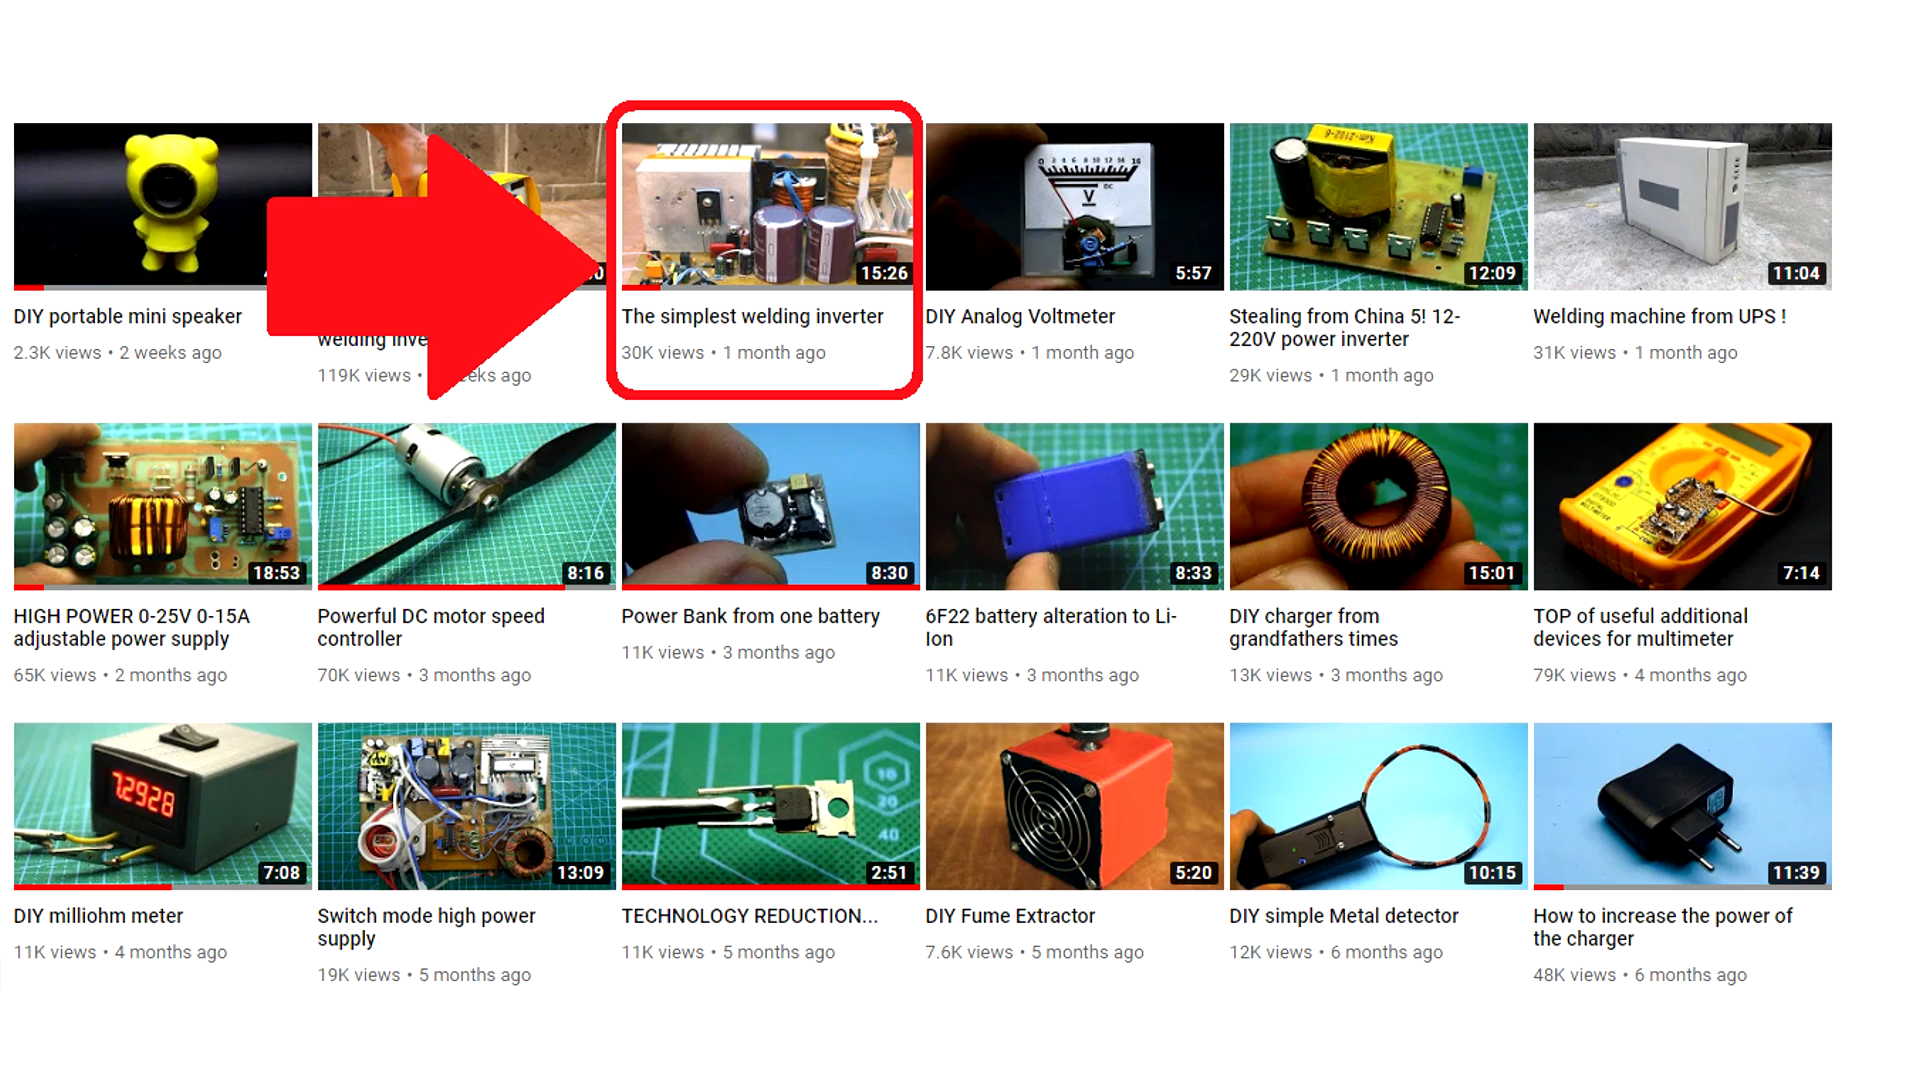 15:26
5:57
12:09
11:04
DIY portable mini speaker
2.3K views • 2 weeks ago
welding
119K views •
ago
The simplest welding inverter
30K views • 1 month ago
DIY Analog Voltmeter
7.8K views • 1 month ago
Stealing from China 5! 12-
220V power inverter
29K views • 1 month ago
Welding machine from UPS !
31K views • 1 month ago
18:53
8:16
8:30
8:33
15:01
7:14
HIGH POWER 0-25V 0-15A
adjustable power supply
65K views • 2 months ago
Powerful DC motor speed
controller
70K views • 3 months ago
Power Bank from one battery
11K views • 3 months ago
6F22 battery alteration to Li-
Ion
11K views • 3 months ago
DIY charger from
grandfathers times
13K views • 3 months ago
TOP of useful additional
devices for multimeter
79K views • 4 months ago
7.2928
7:08
13:09
10
20
40
2:51
5:20
10:15
11:39
DIY milliohm meter
11K views • 4 months ago
Switch mode high power
supply
19K views • 5 months ago
TECHNOLOGY REDUCTION...
11K views • 5 months ago
DIY Fume Extractor
7.6K views • 5 months ago
DIY simple Metal detector
12K views • 6 months ago
How to increase the power of
the charger
48K views • 6 months ago